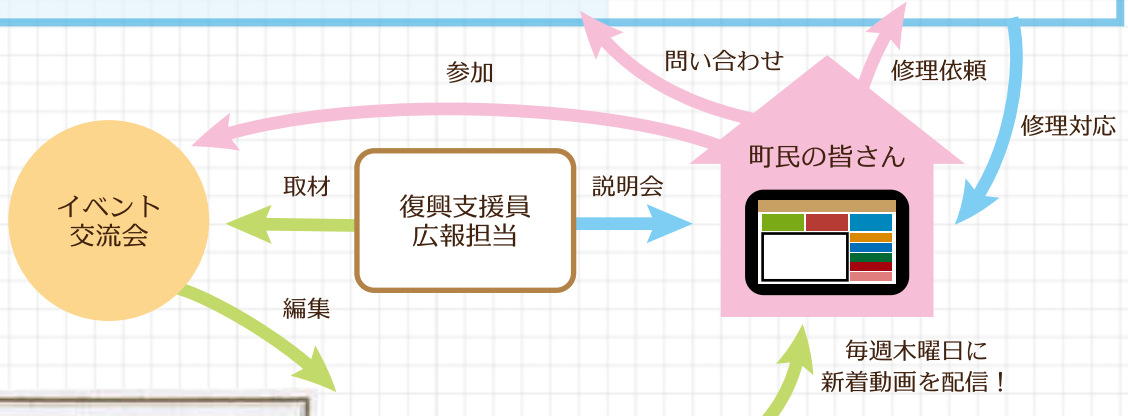 参加
問い合わせ
修理依頼
修理対応
町民の皆さん
取材
復興支援員
広報担当
説明会
イベント
交流会
編集
毎週木曜日に
新着動画を配信！